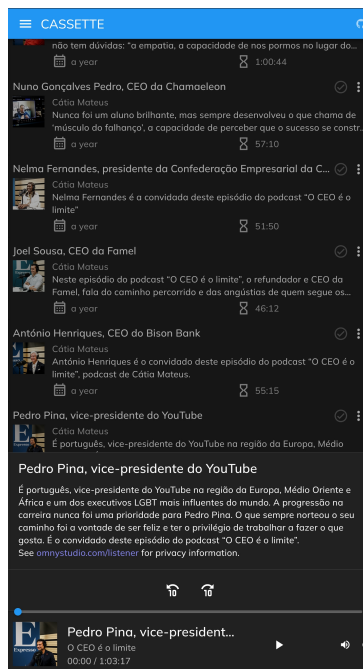 CASSETTE
não tem dúvidas: “a empatia, a capacidade de nos pormos no lugar do...
a year
1:00:44
Nuno Gonçalves Pedro, CEO da Chamaeleon
Cátia Mateus
Nunca foi um aluno brilhante, mas sempre desenvolveu o que chama de
‘músculo do falhanço’, a capacidade de perceber que o sucesso se constr...
a year
57:10
Nelma Fernandes, presidente da Confederação Empresarial da C...
Cátia Mateus
Nelma Fernandes é a convidada deste episódio do podcast “O CEO é o
limite”
a year
51:50
Joel Sousa, CEO da Famel
Cátia Mateus
Neste episódio do podcast “O CEO é o limite”, o refundador e CEO da
Famel, fala do caminho percorrido e das angústias de quem segue os...
a year
46:12
António Henriques, CEO do Bison Bank
Cátia Mateus
António Henriques é o convidado deste episódio do podcast “O CEO é o
limite”, podcast de Cátia Mateus.
a year
55:15
Pedro Pina, vice-presidente do YouTube
Cátia Mateus
É português, vice-presidente do YouTube na região da Europa, Médio
Pedro Pina, vice-presidente do YouTube
É português, vice-presidente do YouTube na região da Europa, Médio Oriente e
África e um dos executivos LGBT mais influentes do mundo. A progressão na
carreira nunca foi uma prioridade para Pedro Pina. O que sempre norteou o seu
caminho foi a vontade de ser feliz e ter o privilégio de trabalhar a fazer o que
gosta. É o convidado deste episódio do podcast “O CEO é o limite”.
See omnystudio.com/listener for privacy information.
10
10
Expresso
Pedro Pina, vice-president...
O CEO é o limite
00:00 / 1:03:17